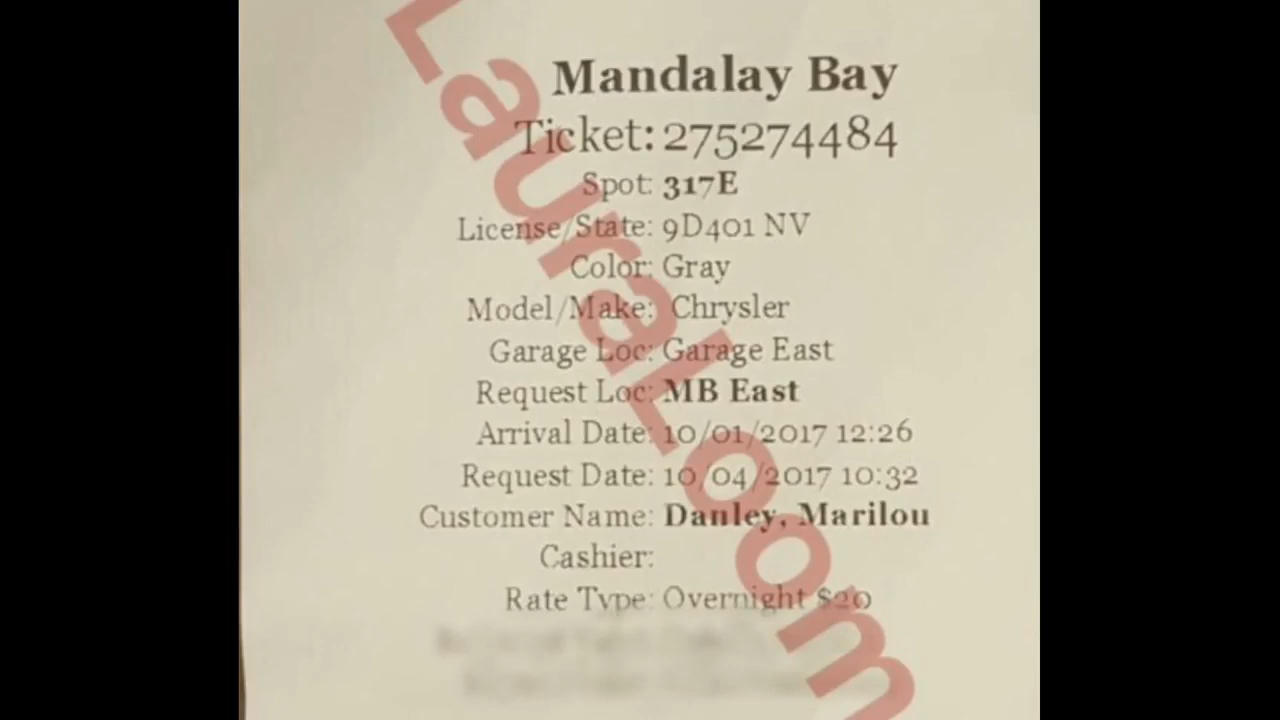 Mandalay Bay
Ticket: 275274484
Spot: 317E
License/State: 9D401 NV
Color: Gray
Model/Make: Chrysler
Garage Loc: Garage East
Request Loc: MB East
Arrival Date: 10/01/2017 12:26
Request Date: 10/04/2017 10:32
Customer Name: Danley, Marilou
Cashier:
Rate Type: Overnight $20
LauraLoom